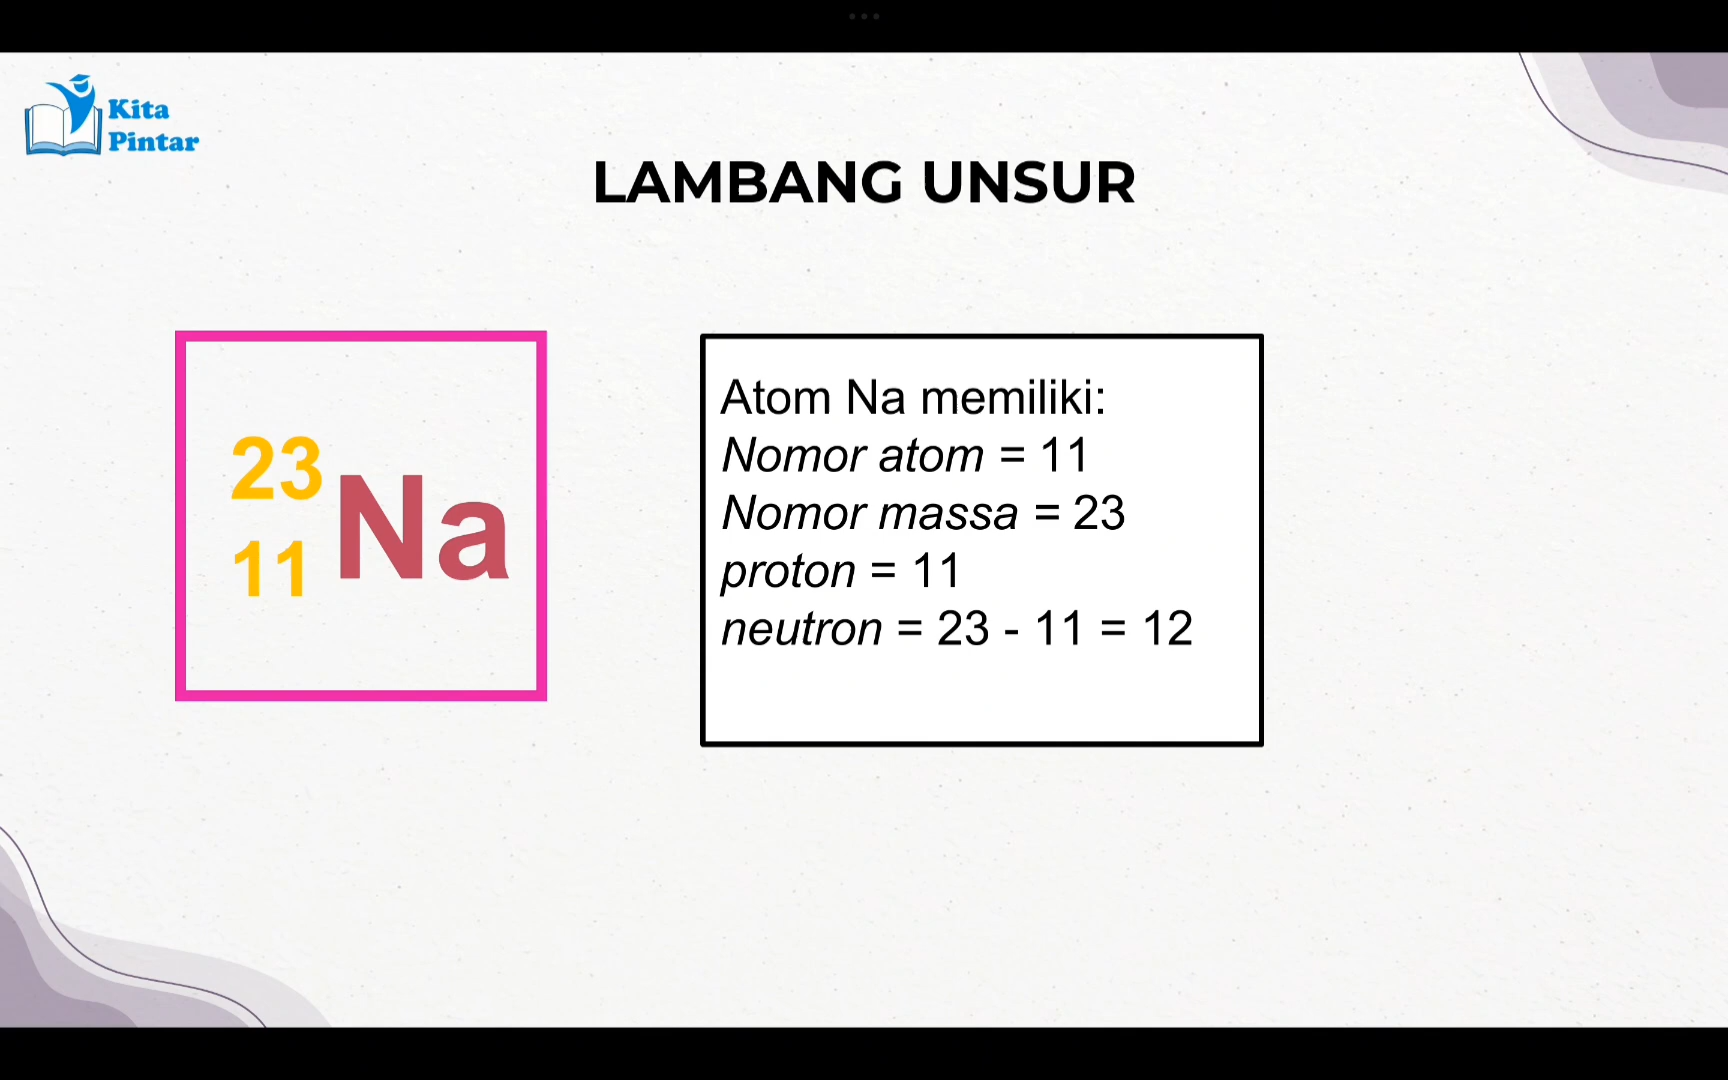 Kita
Pintar
LAMBANG UNSUR
23
11
Na
Atom Na memiliki:
Nomor atom = 11
Nomor massa = 23
proton = 11
neutron = 23 - 11 = 12